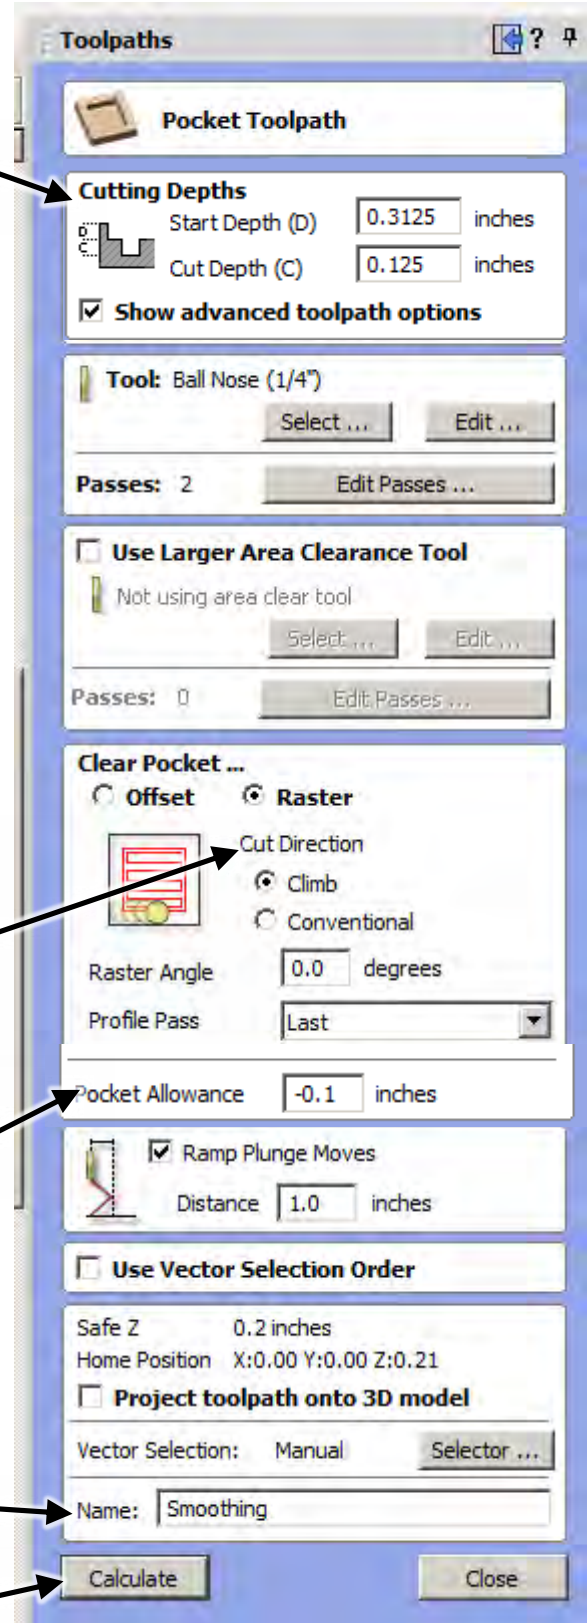 Toolpaths ?
Pocket Toolpath
Cutting Depths
D
C
Start Depth (D) 0.3125 inches
Cut Depth (C) 0.125 inches
Show advanced toolpath options
Tool: Ball Nose (1/4")
Select ... Edit ...
Passes: 2 Edit Passes ...
Use Larger Area Clearance Tool
Not using area clear tool
Select ... Edit ...
Passes: 0 Edit Passes ...
Clear Pocket ...
Offset Raster
Cut Direction
Climb
Conventional
Raster Angle 0.0 degrees
Profile Pass Last
Pocket Allowance -0.1 inches
Ramp Plunge Moves
Distance 1.0 inches
Use Vector Selection Order
Safe Z 0.2 inches
Home Position X:0.00 Y:0.00 Z:0.21
Project toolpath onto 3D model
Vector Selection: Manual Selector ...
Name: Smoothing
Calculate Close